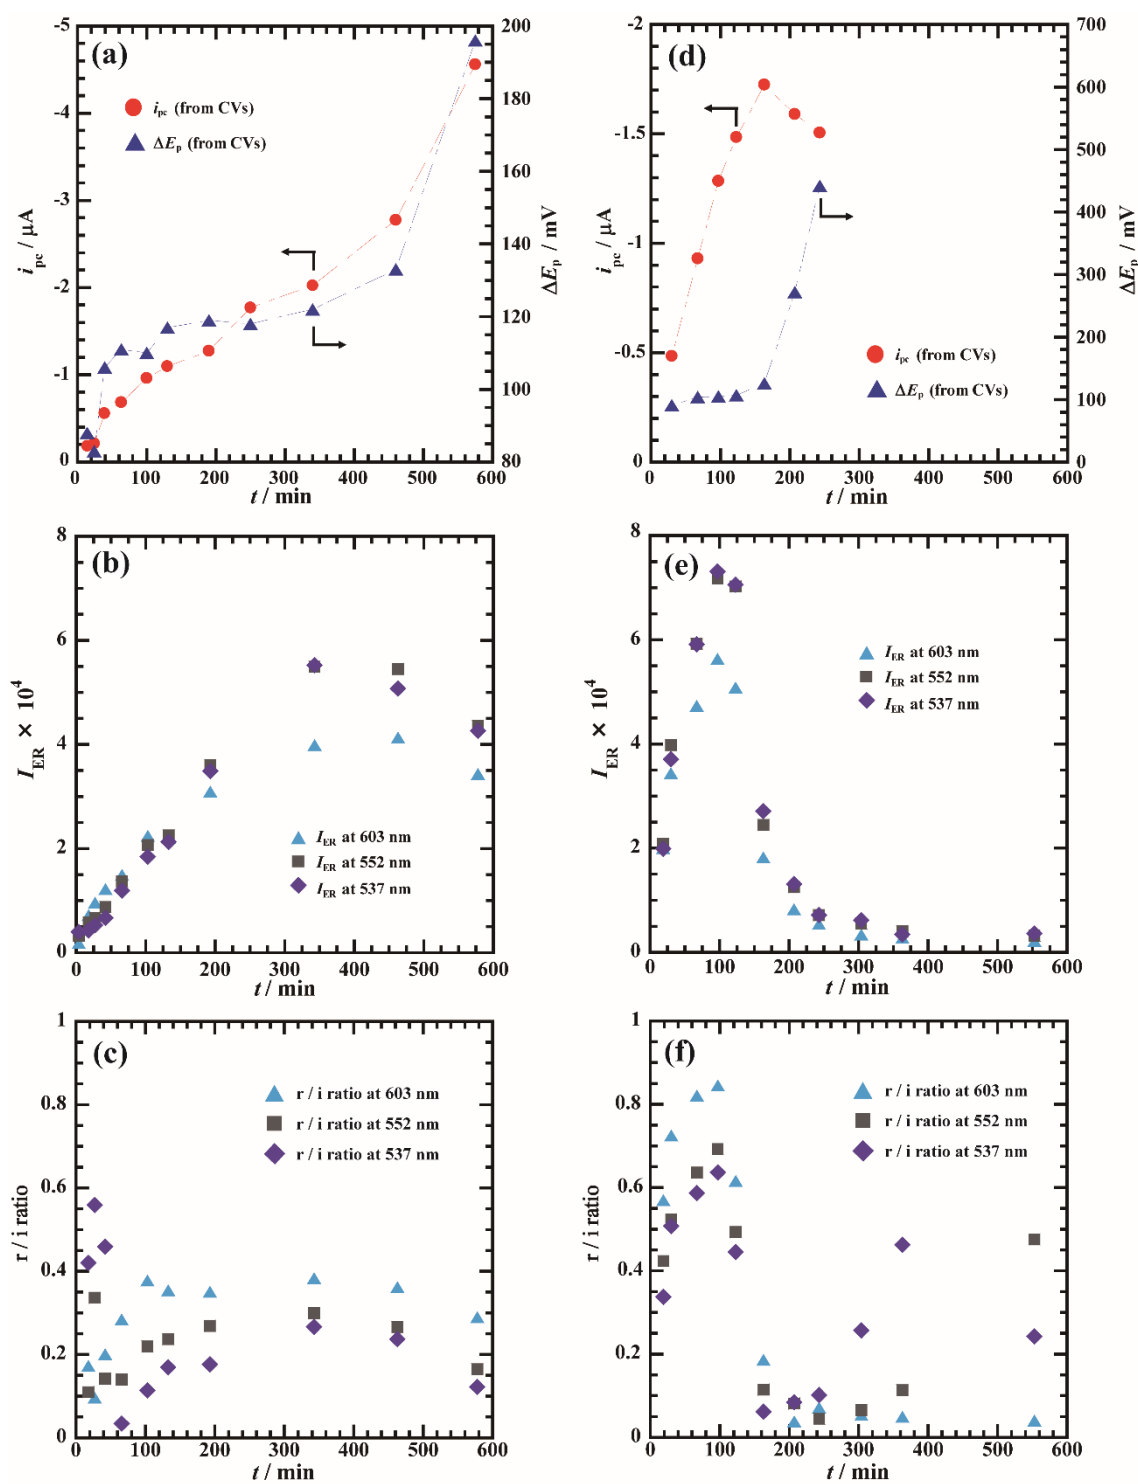 (a)
i_pc (from CVs)
ΔE_p (from CVs)
i_pc / μA
-5
-4
-3
-2
-1
0
200
180
160
140
120
100
80
ΔE_p / mV
0 100 200 300 400 500 600
t / min
(d)
i_pc (from CVs)
ΔE_p (from CVs)
i_pc / μA
-2
-1.5
-1
-0.5
0
700
600
500
400
300
200
100
0
ΔE_p / mV
0 100 200 300 400 500 600
t / min
(b)
I_ER × 10^4
8
6
4
2
0
I_ER at 603 nm
I_ER at 552 nm
I_ER at 537 nm
0 100 200 300 400 500 600
t / min
(e)
I_ER × 10^4
8
6
4
2
0
I_ER at 603 nm
I_ER at 552 nm
I_ER at 537 nm
0 100 200 300 400 500 600
t / min
(c)
r / i ratio
1
0.8
0.6
0.4
0.2
0
r / i ratio at 603 nm
r / i ratio at 552 nm
r / i ratio at 537 nm
0 100 200 300 400 500 600
t / min
(f)
r / i ratio
1
0.8
0.6
0.4
0.2
0
r / i ratio at 603 nm
r / i ratio at 552 nm
r / i ratio at 537 nm
0 100 200 300 400 500 600
t / min